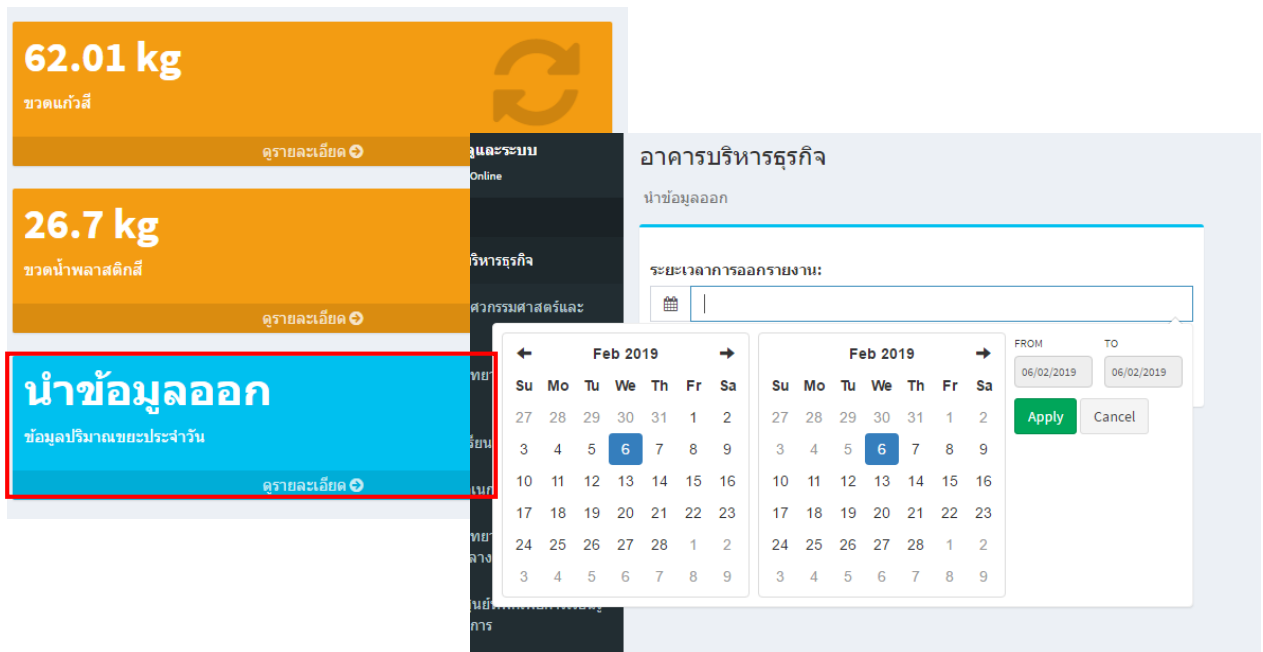 62.01 kg
ขวดแก้วสี
ดูรายละเอียด
26.7 kg
ขวดน้ำพลาสติกสี
ดูรายละเอียด
นำข้อมูลออก
ข้อมูลปริมาณขยะประจำวัน
ดูรายละเอียด
ดูแลระบบ
Online
ริหารธุรกิจ
ศวกรรมศาสตร์และ
การ
อาคารบริหารธุรกิจ
นำข้อมูลออก
ระยะเวลาการออกรายงาน:
Feb 2019
Su Mo Tu We Th Fr Sa
27 28 29 30 31 1 2
3 4 5 6 7 8 9
10 11 12 13 14 15 16
17 18 19 20 21 22 23
24 25 26 27 28 1 2
3 4 5 6 7 8 9
Feb 2019
Su Mo Tu We Th Fr Sa
27 28 29 30 31 1 2
3 4 5 6 7 8 9
10 11 12 13 14 15 16
17 18 19 20 21 22 23
24 25 26 27 28 1 2
3 4 5 6 7 8 9
FROM TO
06/02/2019 06/02/2019
Apply Cancel